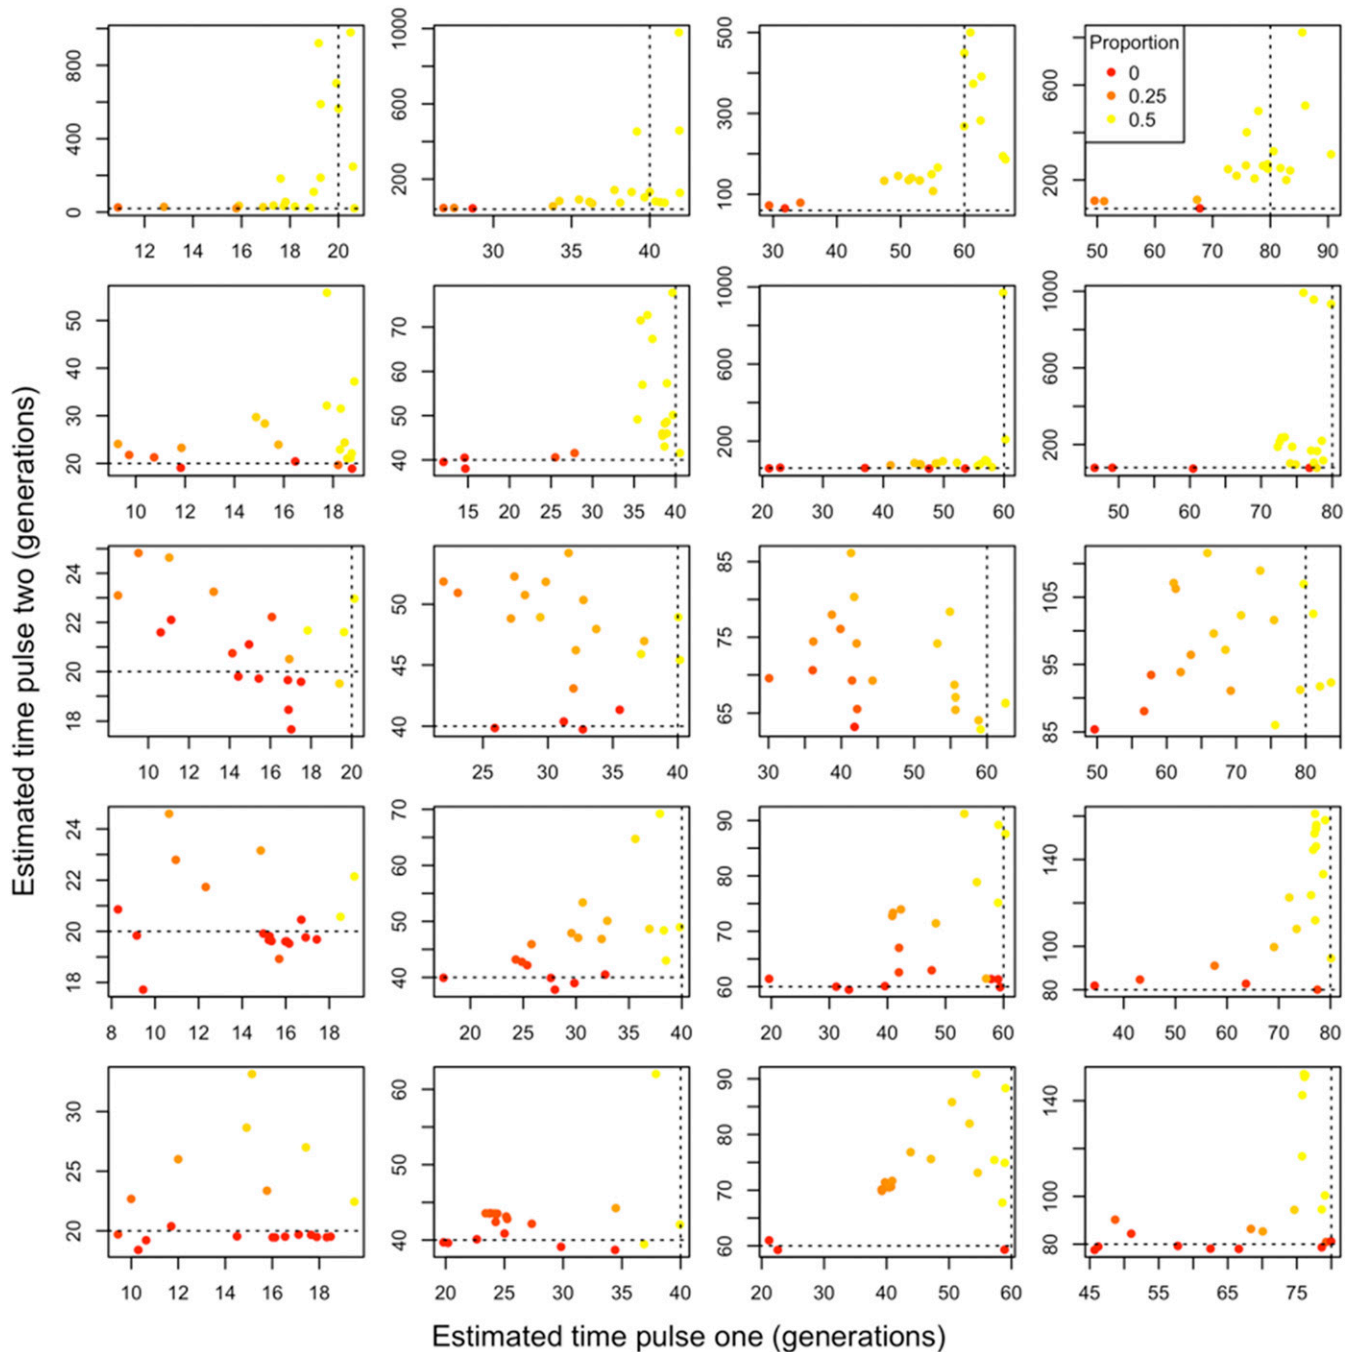 Estimated time pulse two (generations)
0 400 800
12 14 16 18 20
200 600 1000
30 35 40
100 300 500
30 40 50 60
200 600
50 60 70 80 90
Proportion
0
0.25
0.5
20 30 40 50
10 12 14 16 18
40 50 60 70
15 20 25 30 35 40
200 600 1000
20 30 40 50 60
200 600 1000
50 60 70 80
18 20 22 24
10 12 14 16 18 20
40 45 50
25 30 35 40
65 75 85
30 40 50 60
85 95 105
50 60 70 80
18 20 22 24
8 10 12 14 16 18
40 50 60 70
20 25 30 35 40
60 70 80 90
20 30 40 50 60
80 100 140
40 50 60 70 80
20 25 30
10 12 14 16 18
40 50 60
20 25 30 35 40
60 70 80 90
20 30 40 50 60
80 100 140
45 55 65 75
Estimated time pulse one (generations)